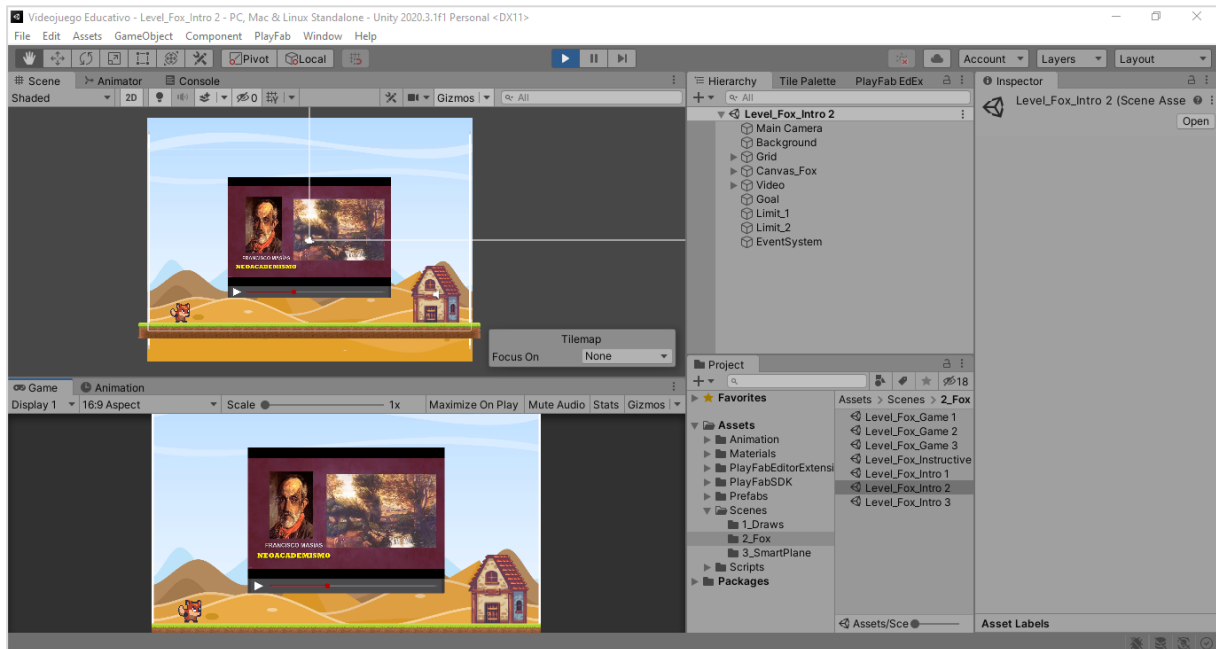 Videojuego Educativo - Level_Fox_Intro 2 - PC, Mac & Linux Standalone - Unity 2020.3.1f1 Personal <DX11>
File Edit Assets GameObject Component PlayFab Window Help
Pivot Local Account Layers Layout
Scene Animator Console
Shaded 2D 0 Gizmos All
FRANCISCO MASÍAS
NEOACADEMISMO
Tilemap
Focus On None
Game Animation
Display 1 16:9 Aspect Scale 1x Maximize On Play Mute Audio Stats Gizmos
FRANCISCO MASÍAS
NEOACADEMISMO
Hierarchy Tile Palette PlayFab EdEx
All
Level_Fox_Intro 2
Main Camera
Background
Grid
Canvas_Fox
Video
Goal
Limit_1
Limit_2
EventSystem
Project
18
Favorites
Assets
Animation
Materials
PlayFabEditorExtensi
PlayFabSDK
Prefabs
Scenes
1_Draws
2_Fox
3_SmartPlane
Scripts
Packages
Assets > Scenes > 2_Fox
Level_Fox_Game 1
Level_Fox_Game 2
Level_Fox_Game 3
Level_Fox_Instructive
Level_Fox_Intro 1
Level_Fox_Intro 2
Level_Fox_Intro 3
Assets/Sce
Inspector
Level_Fox_Intro 2 (Scene Asse
Open
Asset Labels